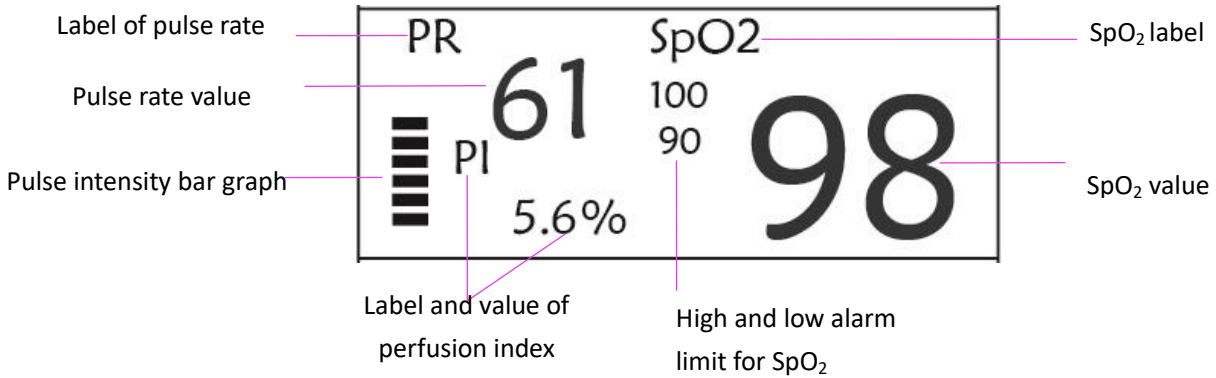 Label of pulse rate
PR
SpO2
SpO₂ label
Pulse rate value
61
100
90
98
Pulse intensity bar graph
PI
5.6%
SpO₂ value
Label and value of
perfusion index
High and low alarm
limit for SpO₂